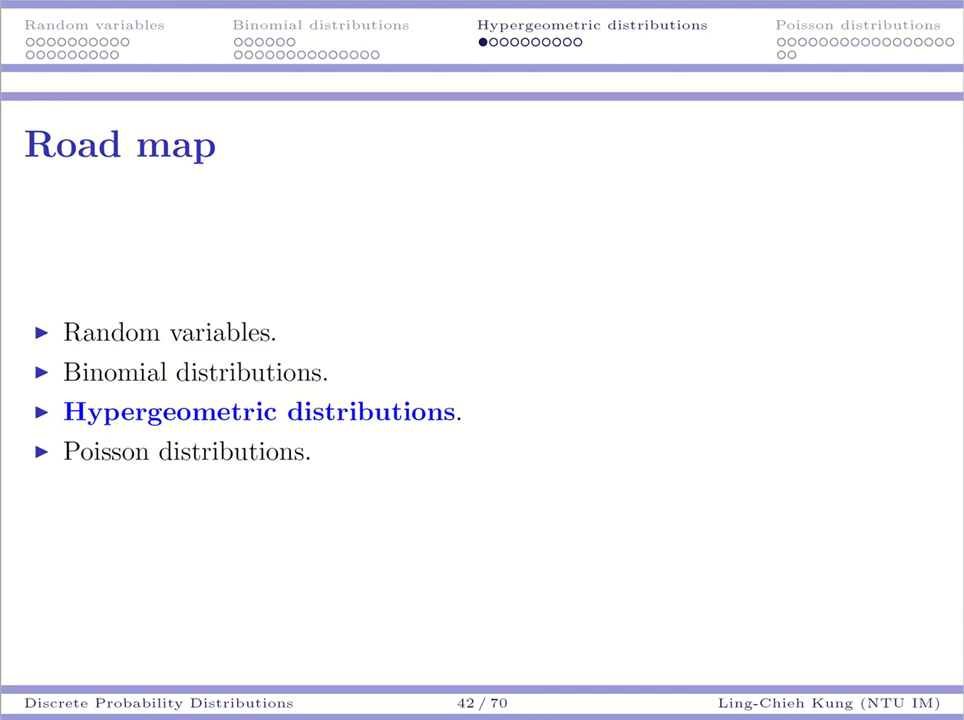 Random variables Binomial distributions Hypergeometric distributions Poisson distributions
Road map
Random variables.
Binomial distributions.
Hypergeometric distributions.
Poisson distributions.
Discrete Probability Distributions 42 / 70 Ling-Chieh Kung (NTU IM)